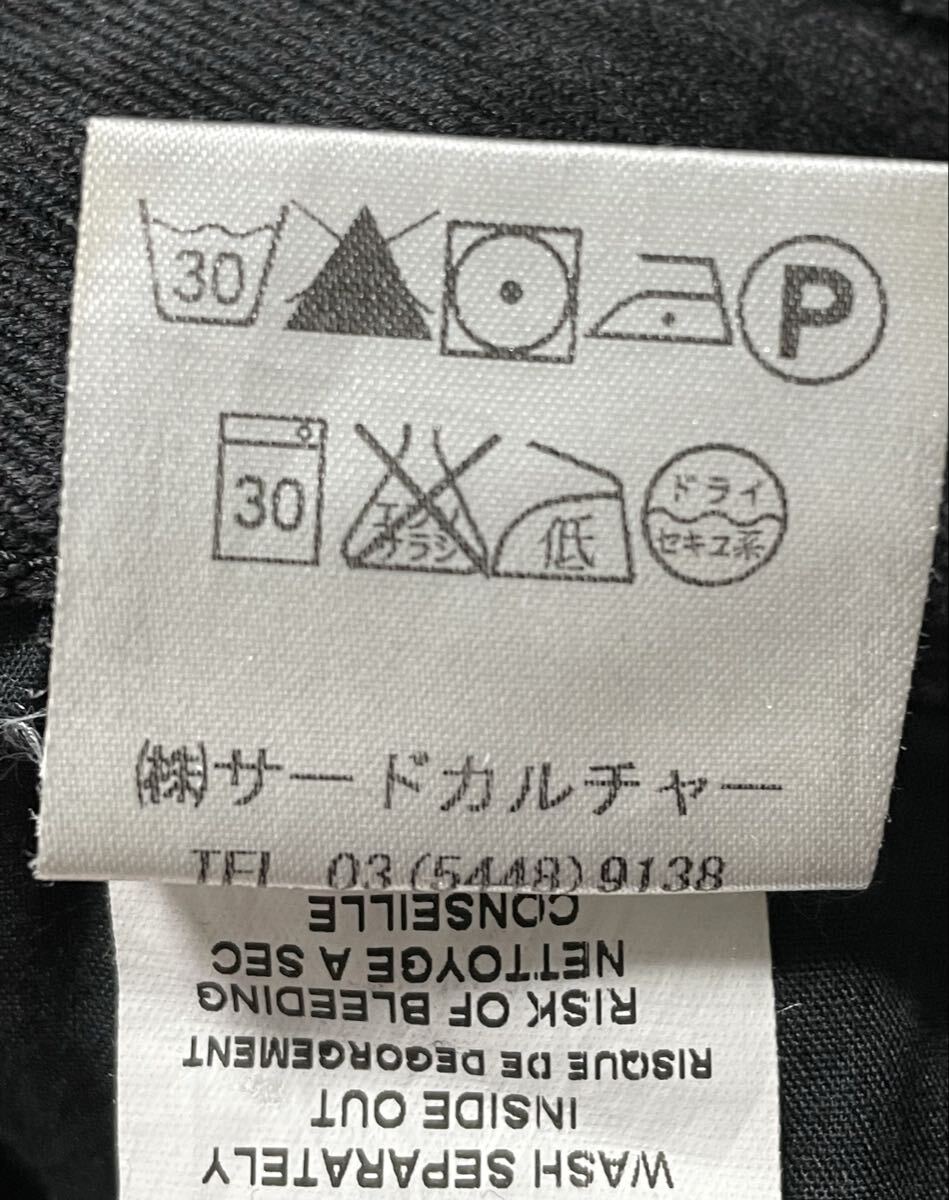 30 P
30 エンソ サラシ 低 ドライ セキユ系
㈱サードカルチャー
TEL 03(5448)9138
WASH SEPARATELY
INSIDE OUT
RISQUE DE DEGORGEMENT
RISK OF BLEEDING
NETTOYGE A SEC
CONSEILLE